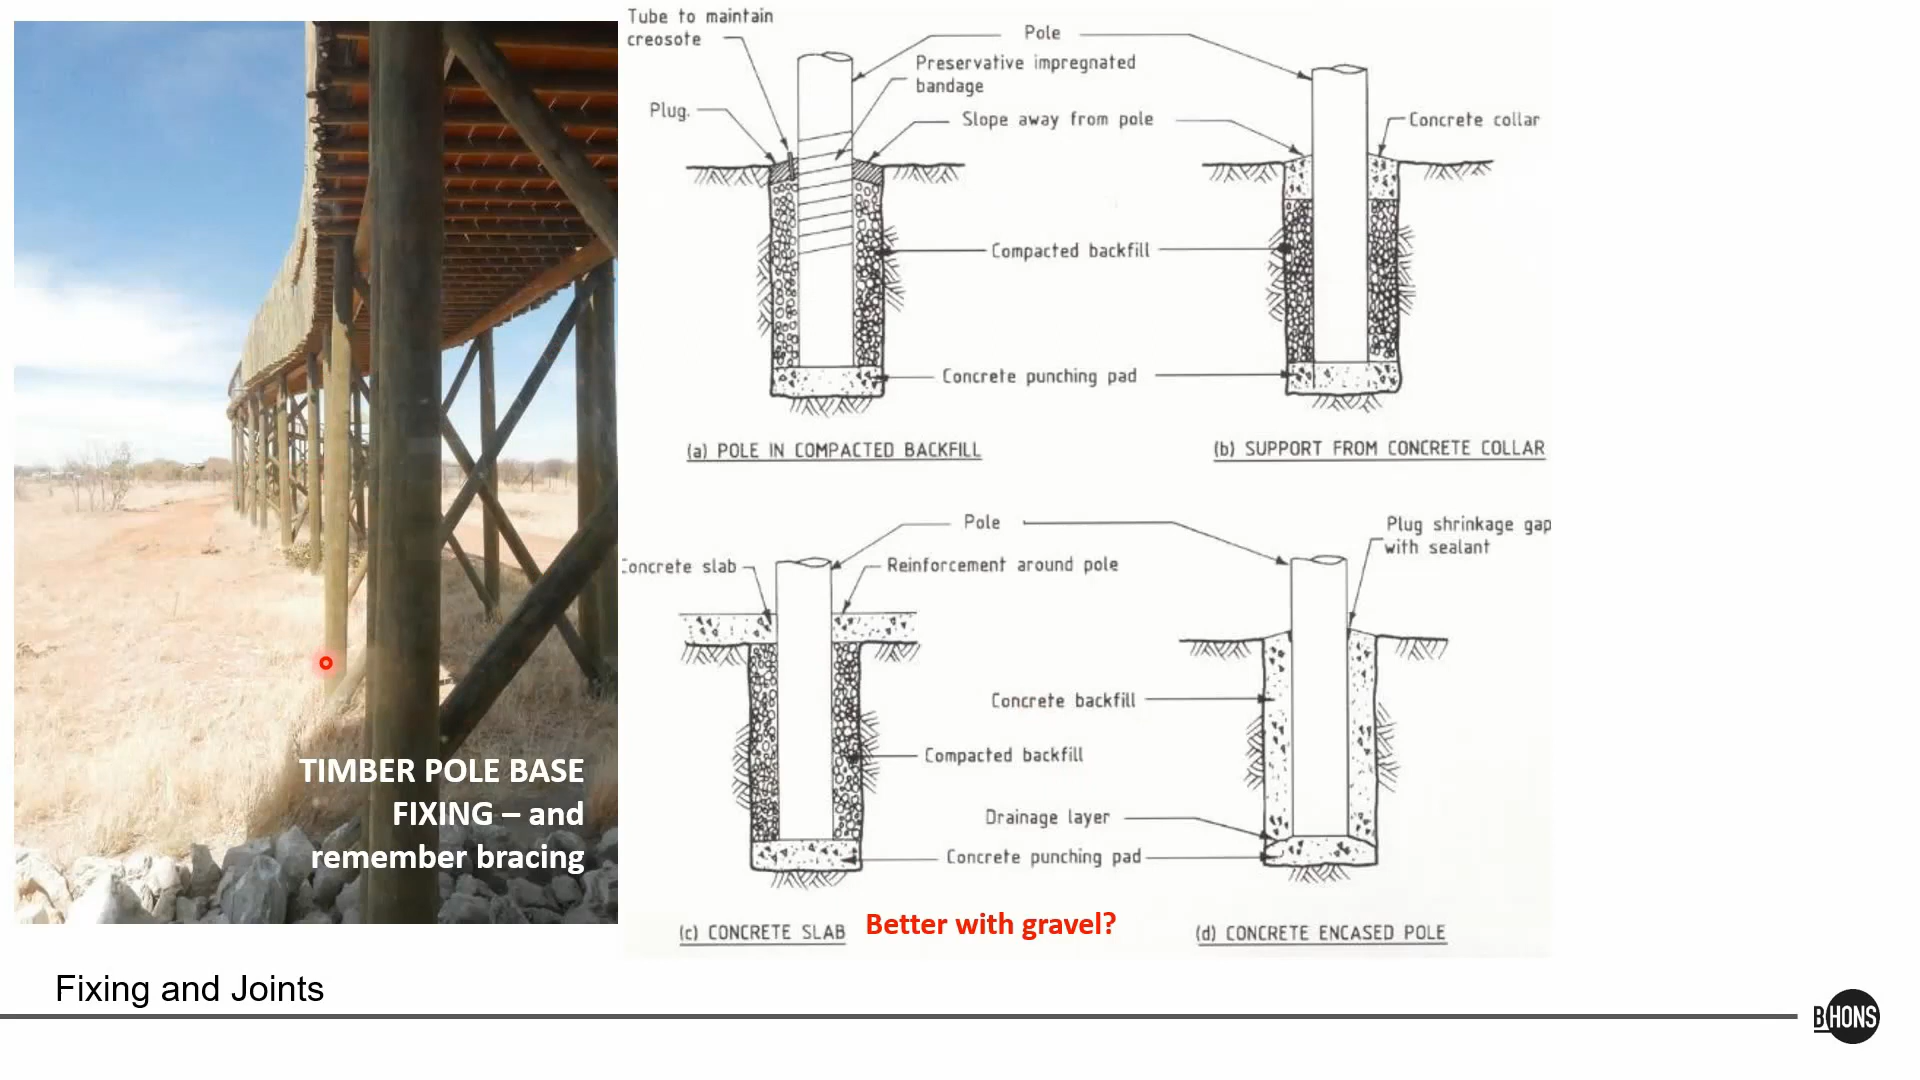 Tube to maintain
creosote
Pole
Preservative impregnated
bandage
Plug.
Slope away from pole
Concrete collar
Compacted backfill
Concrete punching pad
(a) POLE IN COMPACTED BACKFILL
(b) SUPPORT FROM CONCRETE COLLAR
Pole
Plug shrinkage gap
with sealant
Concrete slab
Reinforcement around pole
Concrete backfill
Compacted backfill
Drainage layer
Concrete punching pad
(c) CONCRETE SLAB
Better with gravel?
(d) CONCRETE ENCASED POLE
TIMBER POLE BASE
FIXING – and
remember bracing
Fixing and Joints
B(HONS